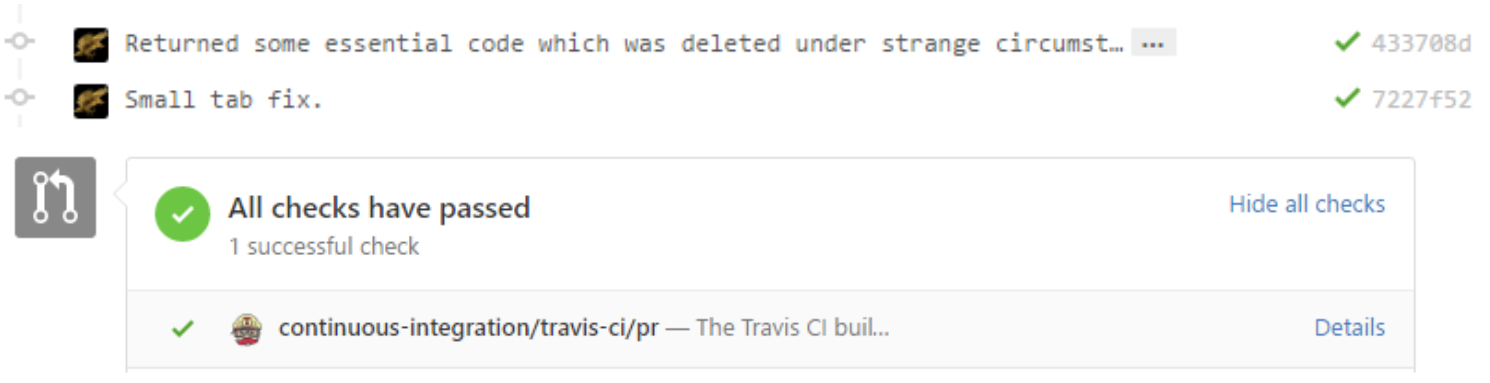 Returned some essential code which was deleted under strange circumst… ... 433708d
Small tab fix. 7227f52
All checks have passed Hide all checks
1 successful check
continuous-integration/travis-ci/pr — The Travis CI buil... Details